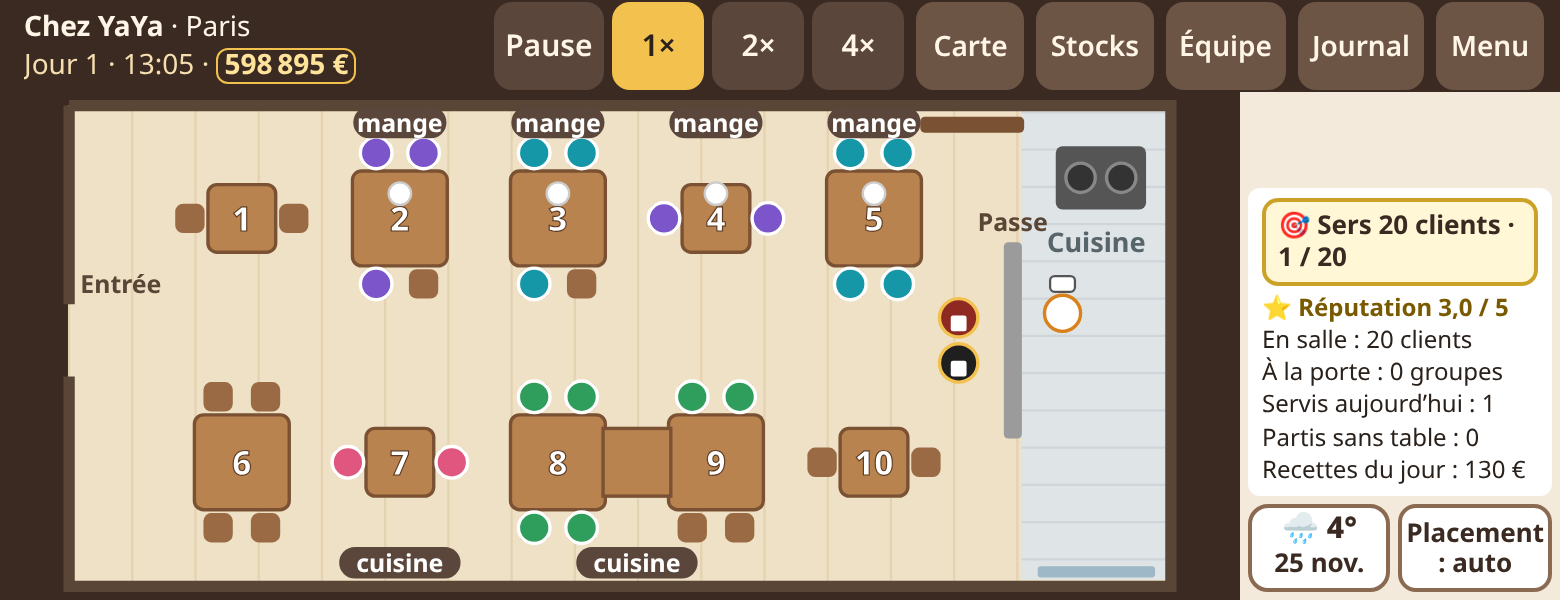 Chez YaYa · Paris
Jour 1 · 13:05 · 598 895 €
Pause
1×
2×
4×
Carte
Stocks
Équipe
Journal
Menu
mange
mange
mange
mange
1
2
3
4
5
Passe
Cuisine
Entrée
6
7
8
9
10
cuisine
cuisine
🎯 Sers 20 clients ·
1 / 20
⭐ Réputation 3,0 / 5
En salle : 20 clients
À la porte : 0 groupes
Servis aujourd’hui : 1
Partis sans table : 0
Recettes du jour : 130 €
🌧️ 4°
25 nov.
Placement
: auto